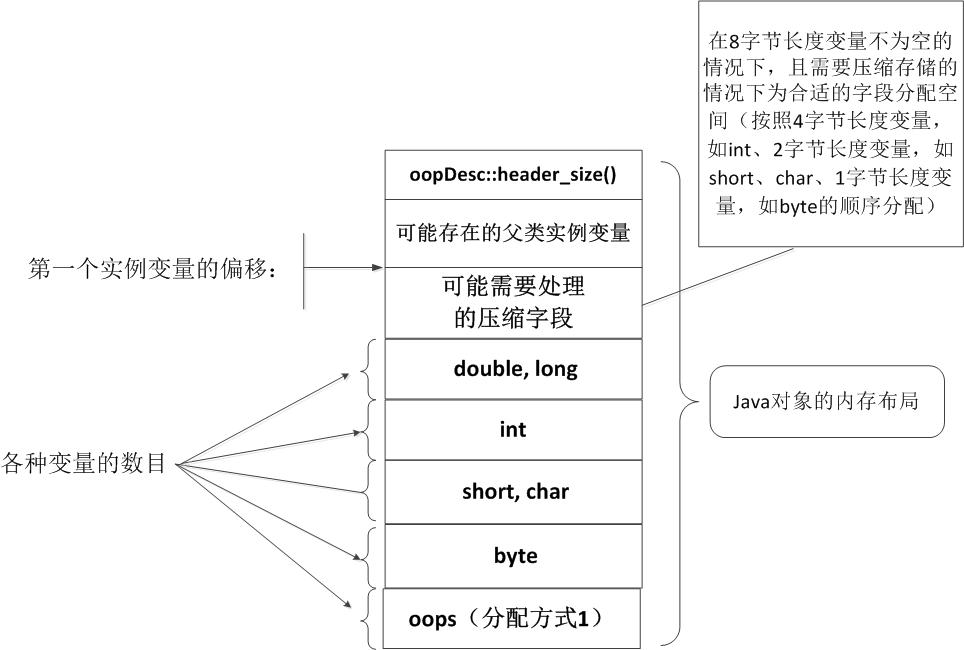 在8字节长度变量不为空的
情况下，且需要压缩存储的
情况下为合适的字段分配空
间（按照4字节长度变量，
如int、2字节长度变量，如
short、char、1字节长度变
量，如byte的顺序分配）
oopDesc::header_size()
可能存在的父类实例变量
第一个实例变量的偏移：
可能需要处理
的压缩字段
double, long
Java对象的内存布局
int
各种变量的数目
short, char
byte
oops（分配方式1）